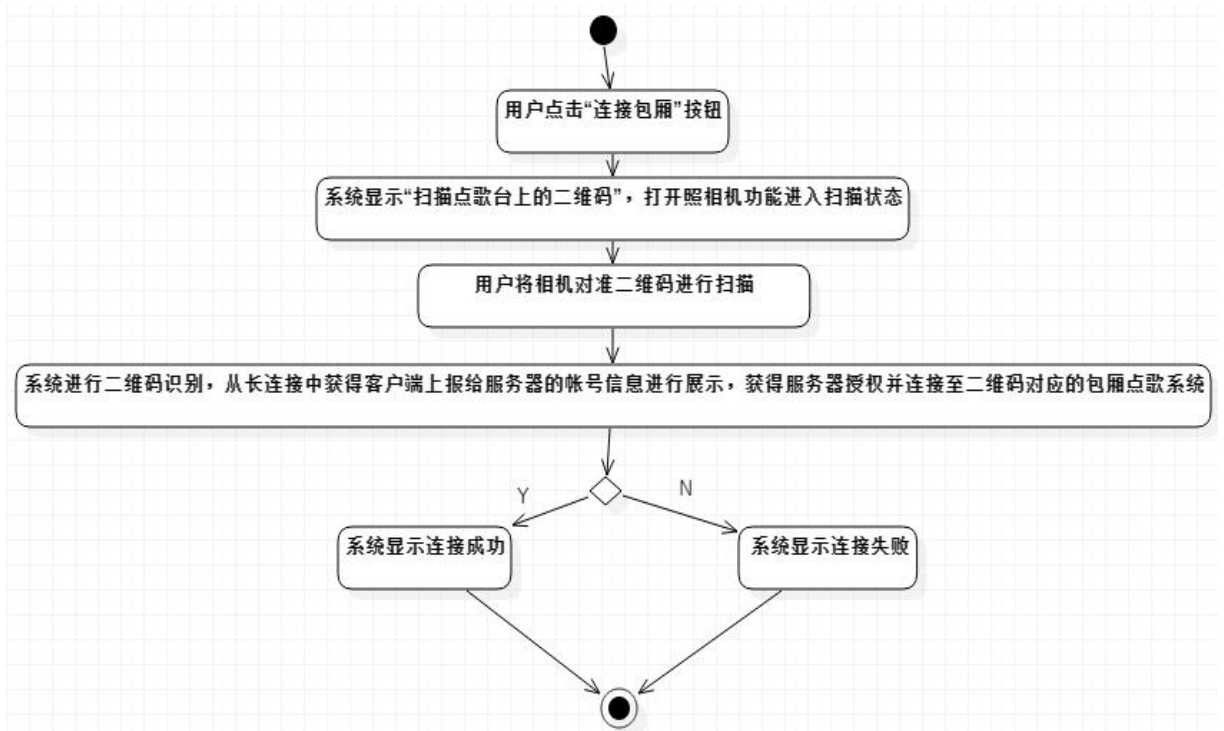 用户点击“连接包厢”按钮
系统显示“扫描点歌台上的二维码”，打开照相机功能进入扫描状态
用户将相机对准二维码进行扫描
系统进行二维码识别，从长连接中获得客户端上报给服务器的帐号信息进行展示，获得服务器授权并连接至二维码对应的包厢点歌系统
Y
N
系统显示连接成功
系统显示连接失败